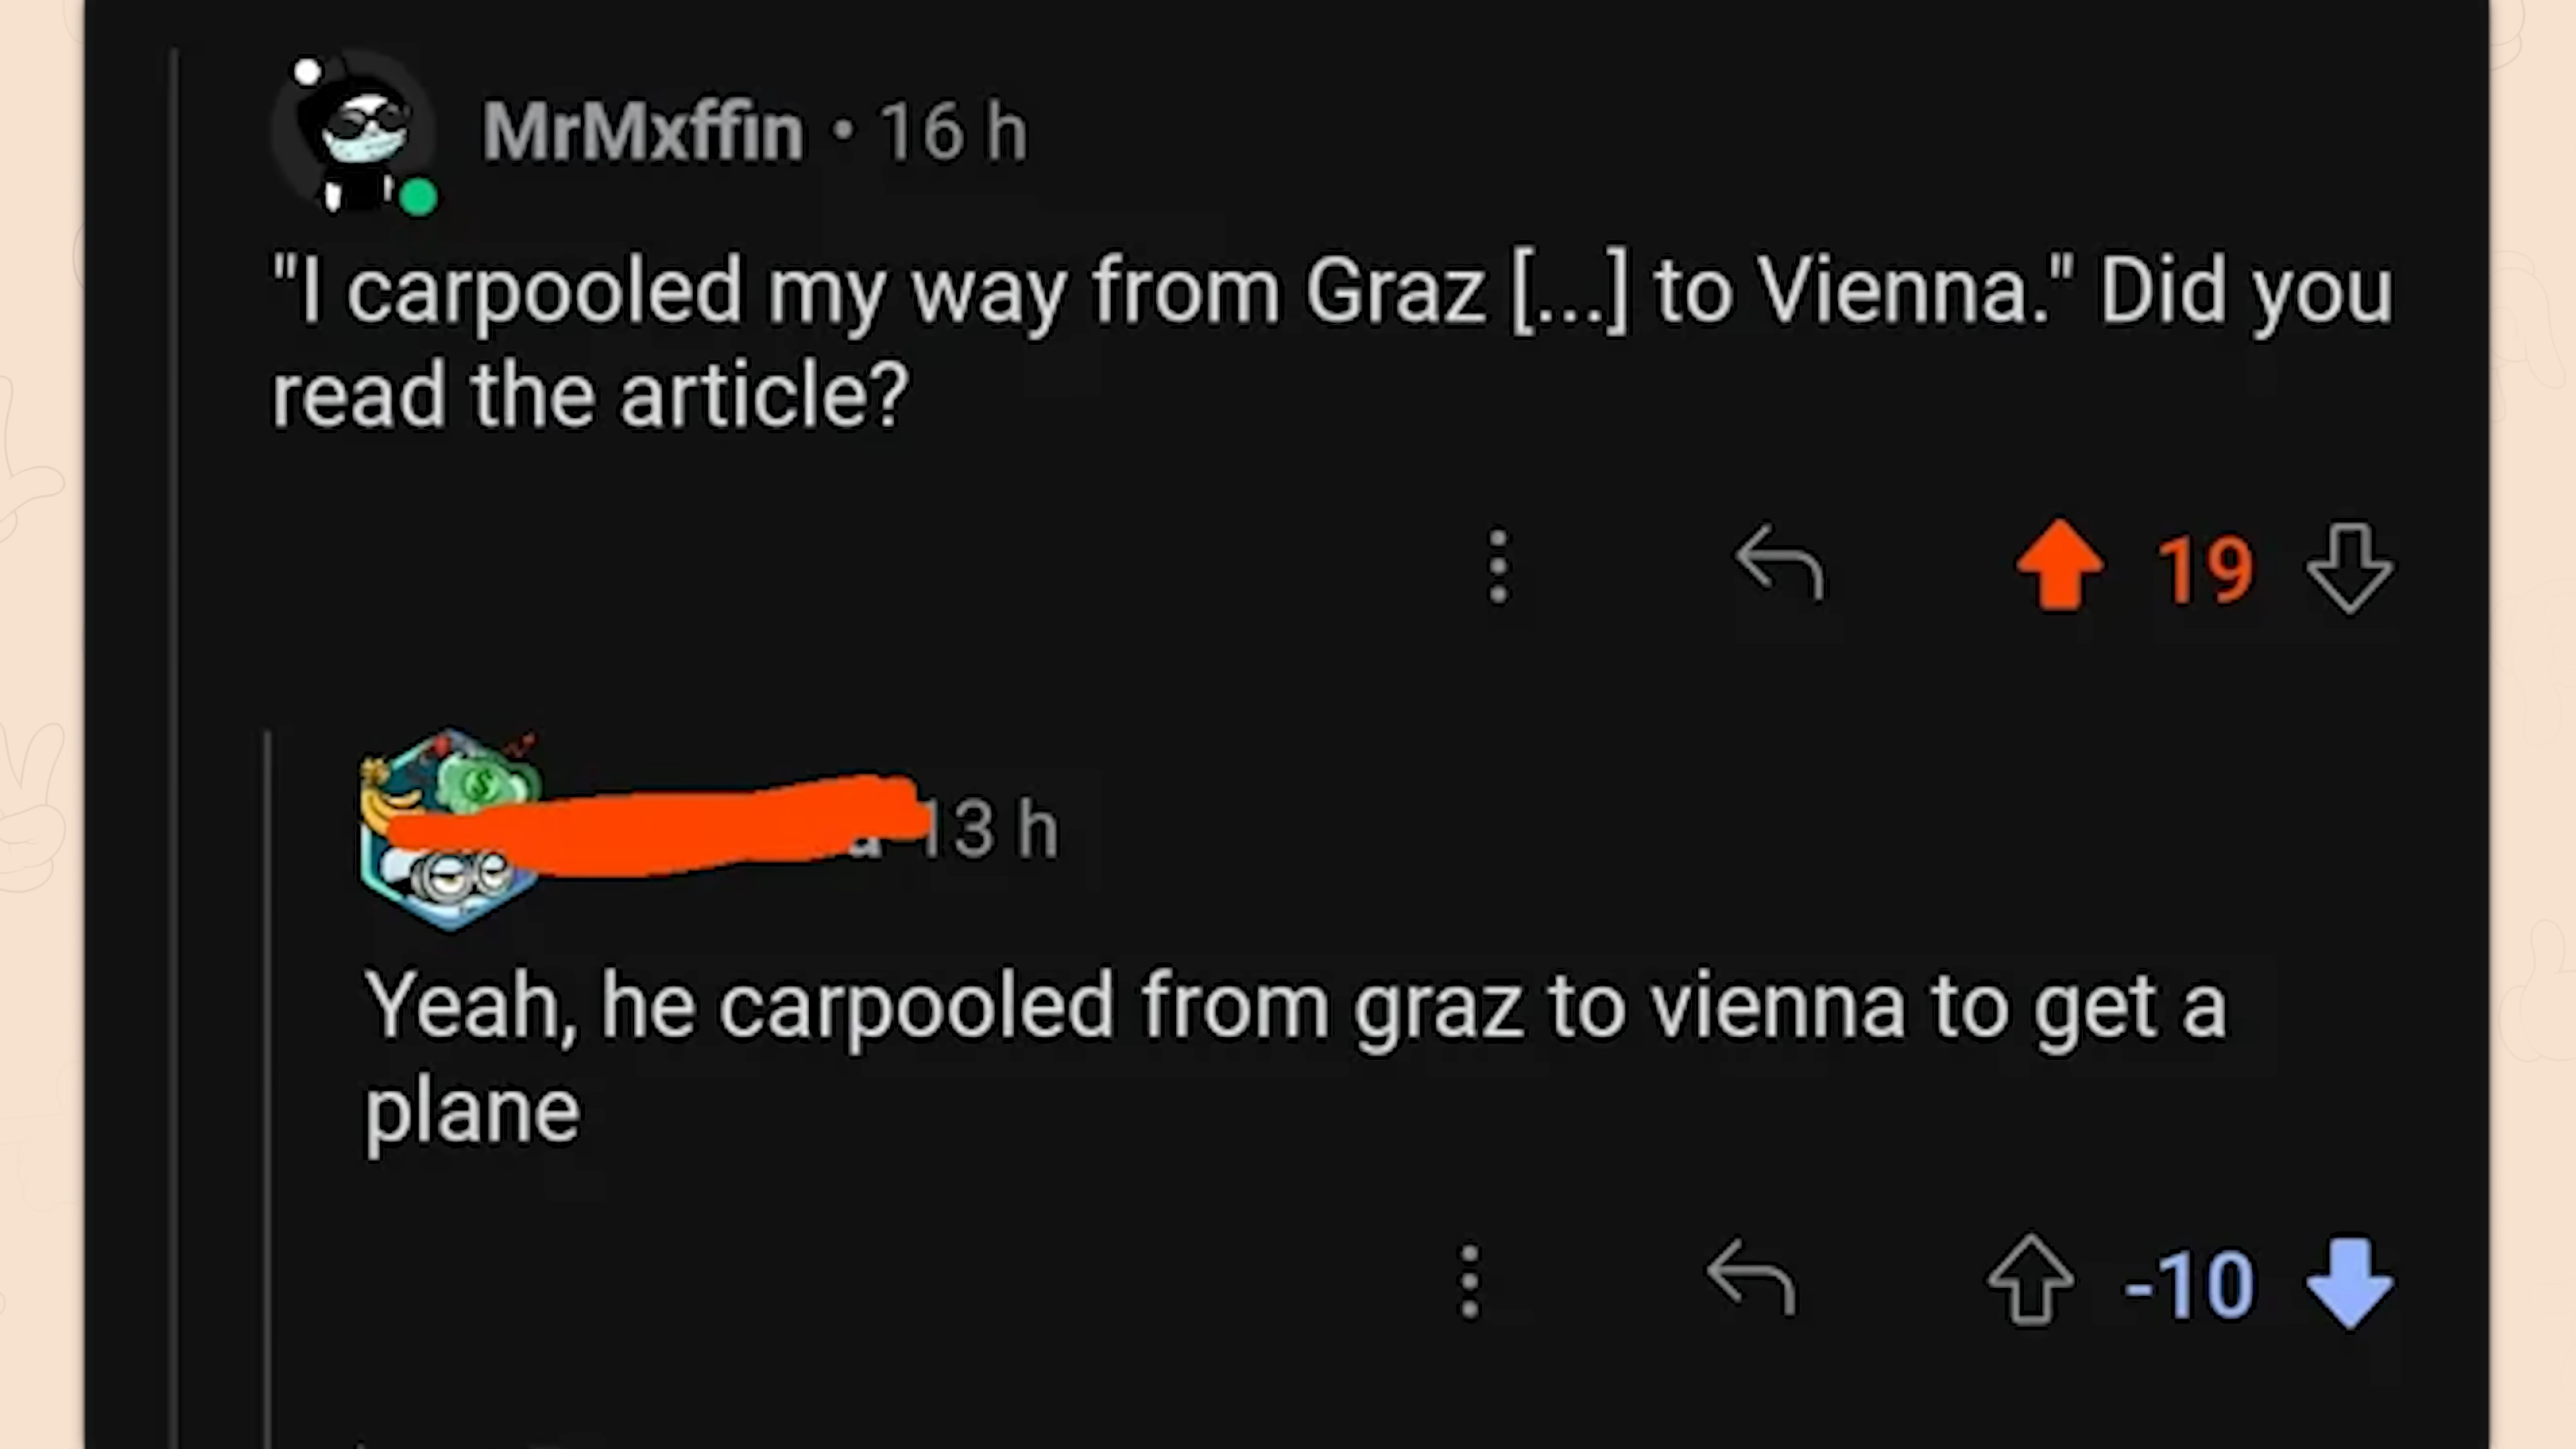 MrMxffin • 16 h
"I carpooled my way from Graz [...] to Vienna." Did you
read the article?
19
13 h
Yeah, he carpooled from graz to vienna to get a
plane
-10